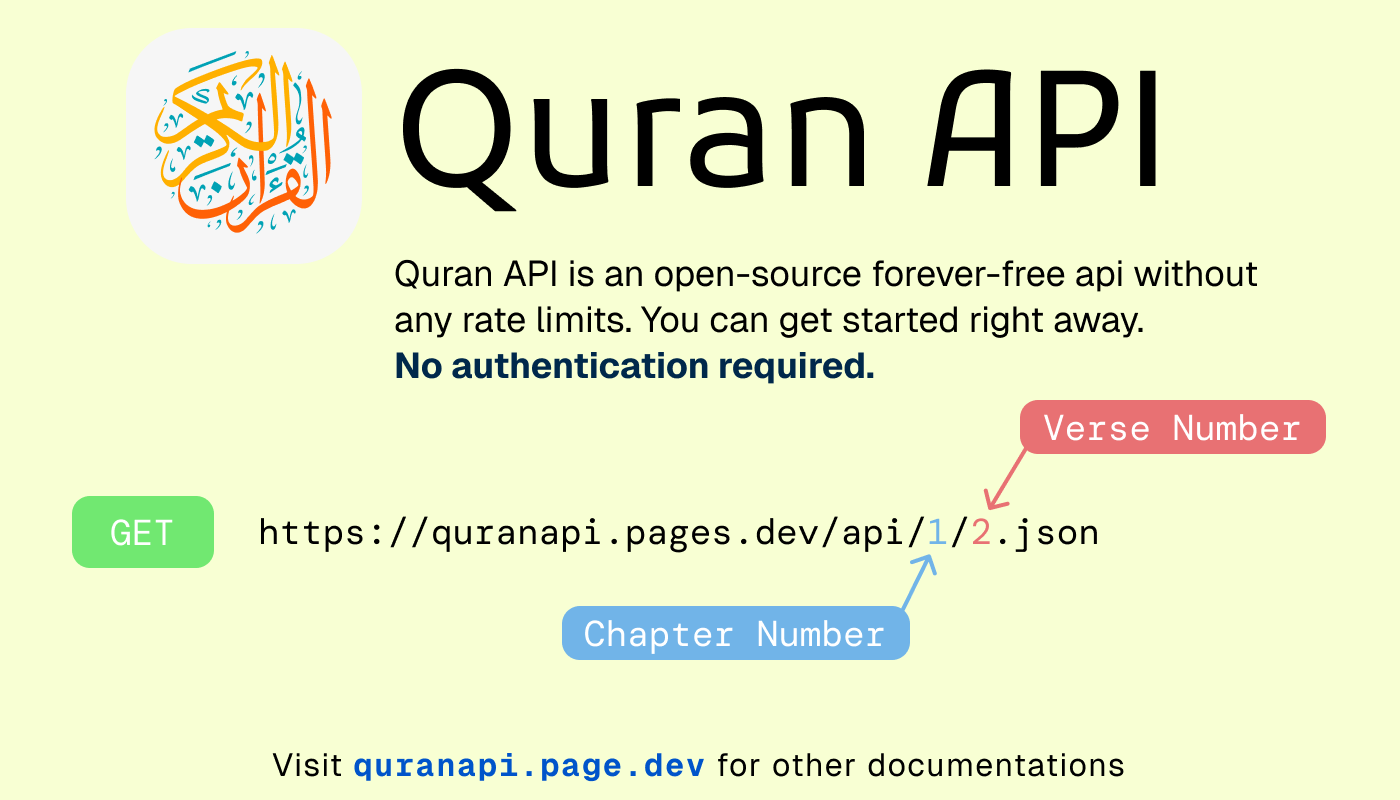 القرآن الكريم
Quran API
Quran API is an open-source forever-free api without
any rate limits. You can get started right away.
No authentication required.
Verse Number
GET https://quranapi.pages.dev/api/1/2.json
Chapter Number
Visit quranapi.page.dev for other documentations